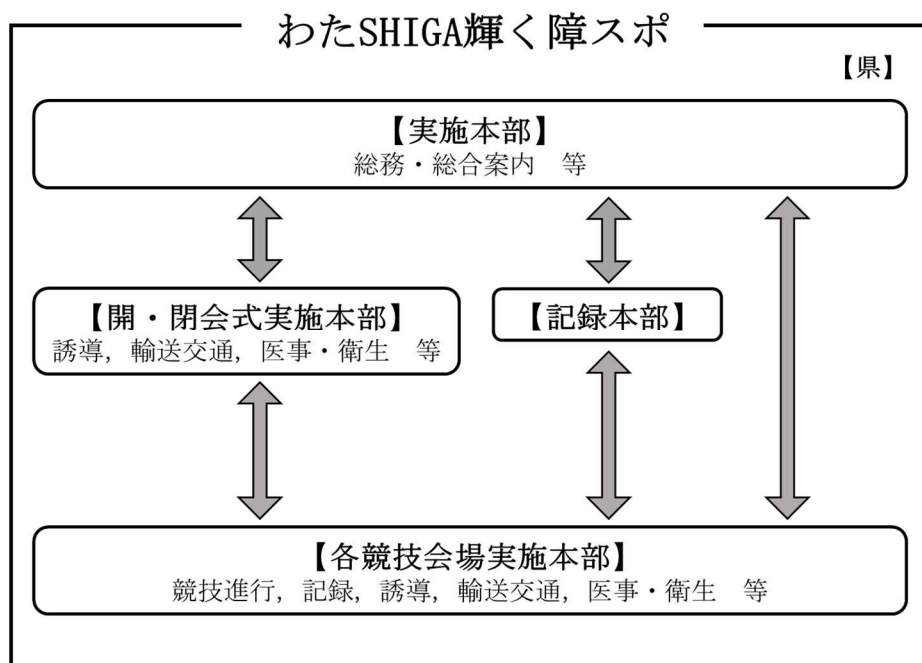 わたSHIGA輝く障スポ
【県】
【実施本部】
総務・総合案内　等
【開・閉会式実施本部】
誘導，輸送交通，医事・衛生　等
【記録本部】
【各競技会場実施本部】
競技進行，記録，誘導，輸送交通，医事・衛生　等